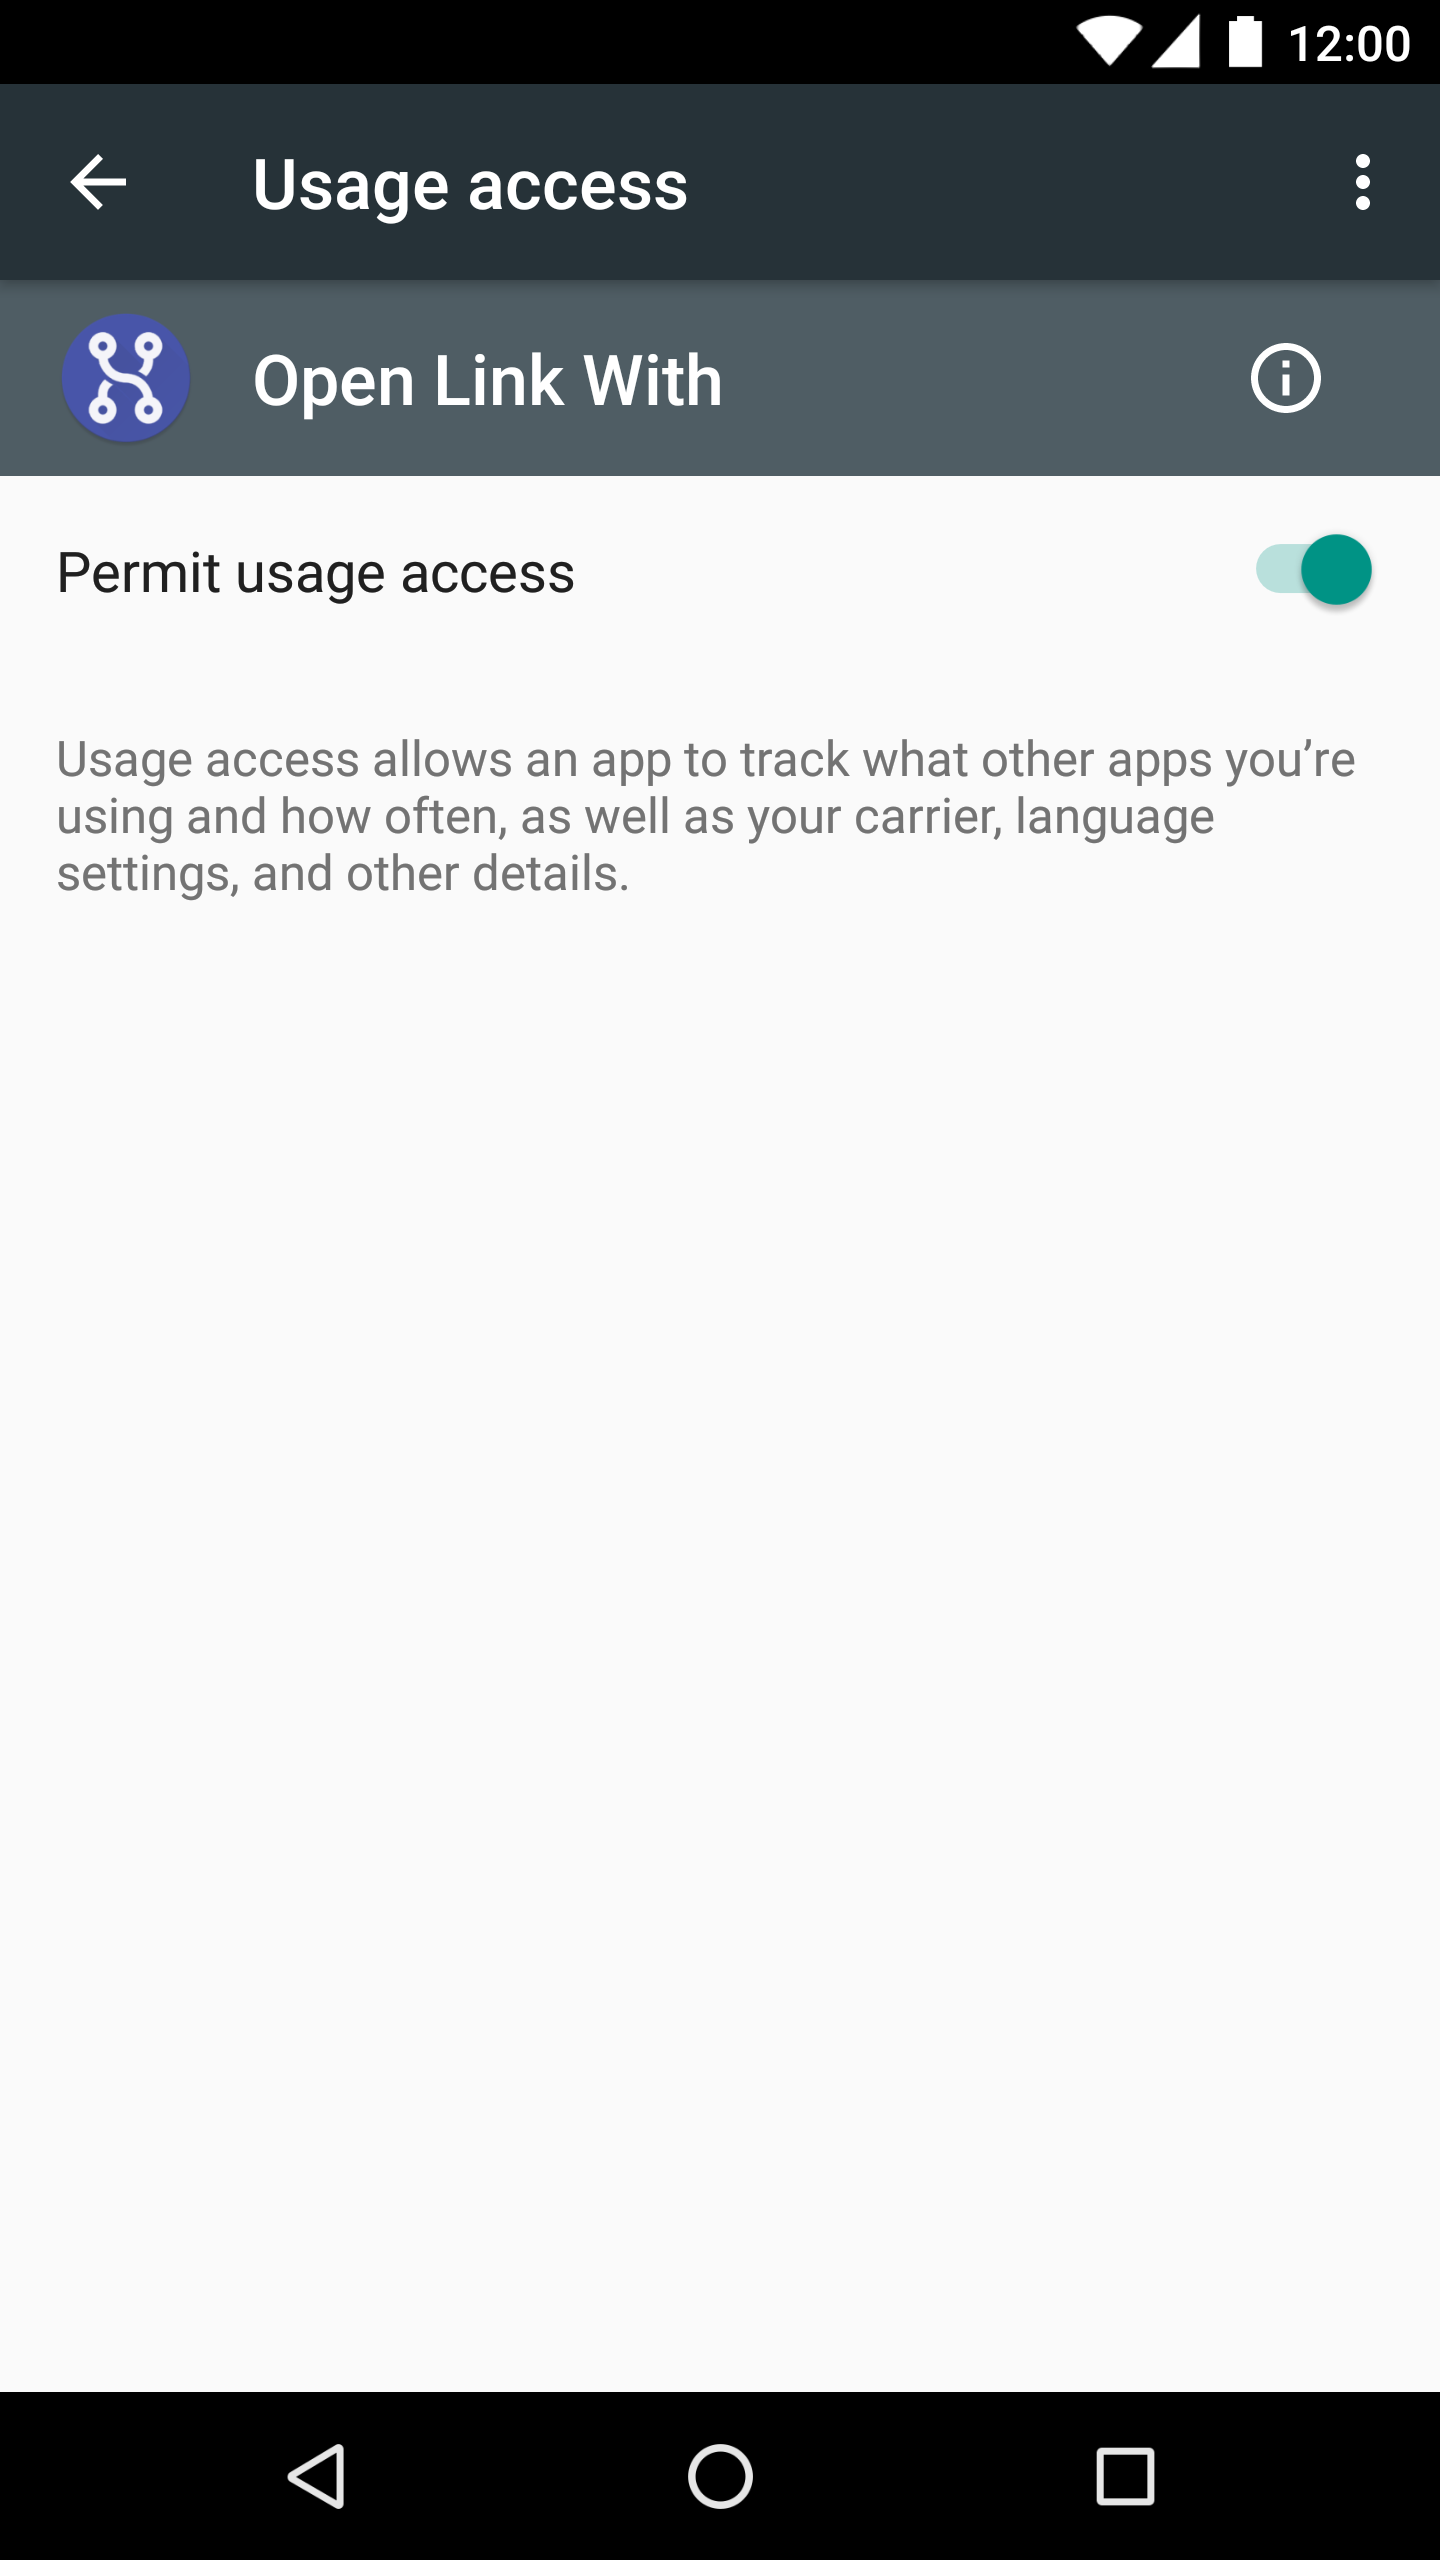 12:00
Usage access
Open Link With
Permit usage access
Usage access allows an app to track what other apps you’re
using and how often, as well as your carrier, language
settings, and other details.